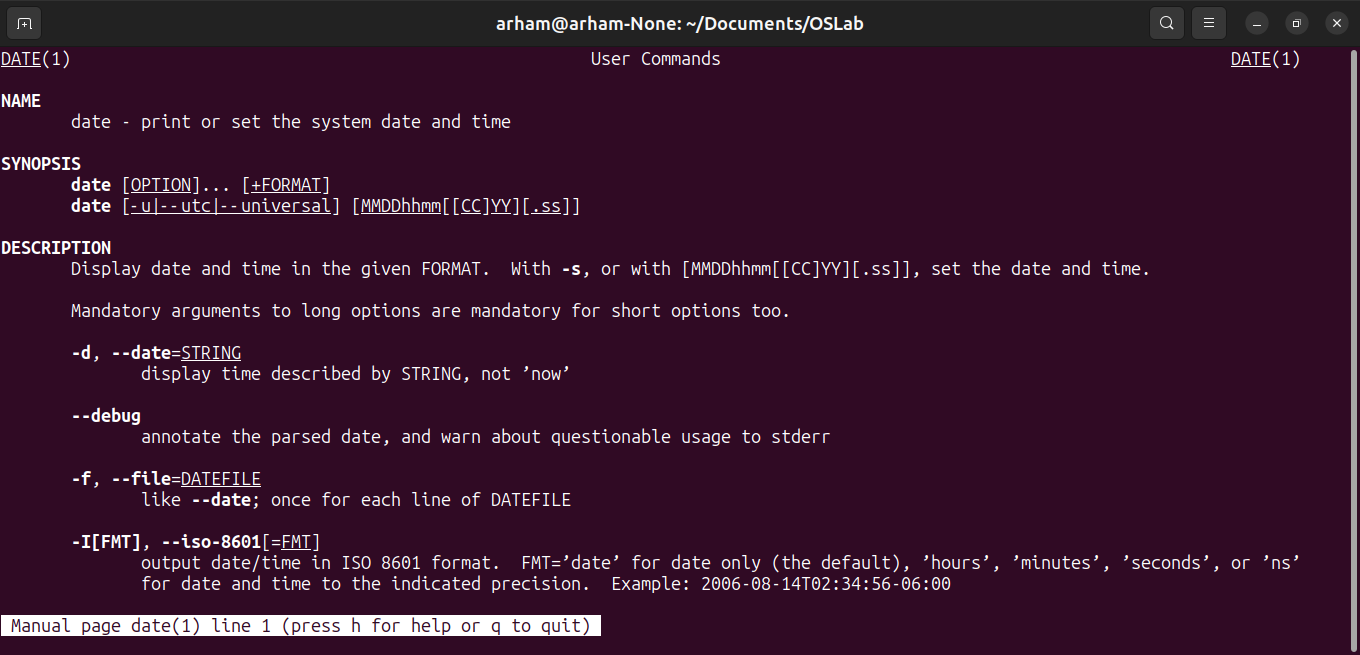 arham@arham-None: ~/Documents/OSLab
DATE(1) User Commands DATE(1)
NAME
date - print or set the system date and time
SYNOPSIS
date [OPTION]... [+FORMAT]
date [-u|--utc|--universal] [MMDDhhmm[[CC]YY][.ss]]
DESCRIPTION
Display date and time in the given FORMAT.  With -s, or with [MMDDhhmm[[CC]YY][.ss]], set the date and time.
Mandatory arguments to long options are mandatory for short options too.
-d, --date=STRING
display time described by STRING, not ’now’
--debug
annotate the parsed date, and warn about questionable usage to stderr
-f, --file=DATEFILE
like --date; once for each line of DATEFILE
-I[FMT], --iso-8601[=FMT]
output date/time in ISO 8601 format.  FMT=’date’ for date only (the default), ’hours’, ’minutes’, ’seconds’, or ’ns’
for date and time to the indicated precision.  Example: 2006-08-14T02:34:56-06:00
Manual page date(1) line 1 (press h for help or q to quit)